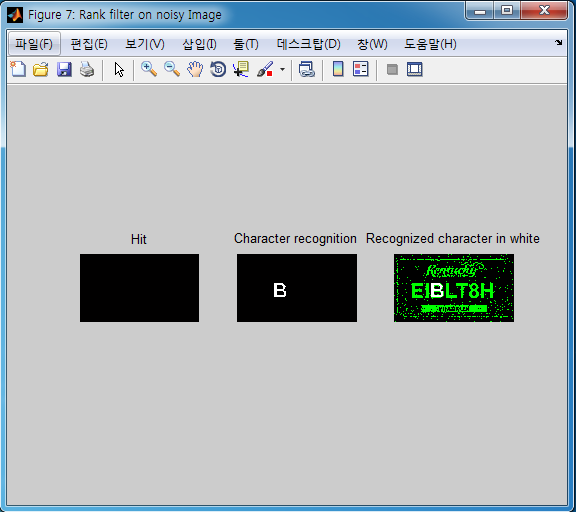 Figure 7: Rank filter on noisy Image
파일(F) 편집(E) 보기(V) 삽입(I) 툴(T) 데스크탑(D) 창(W) 도움말(H)
Hit
Character recognition
Recognized character in white
B
Kentucky
EIBLT8H